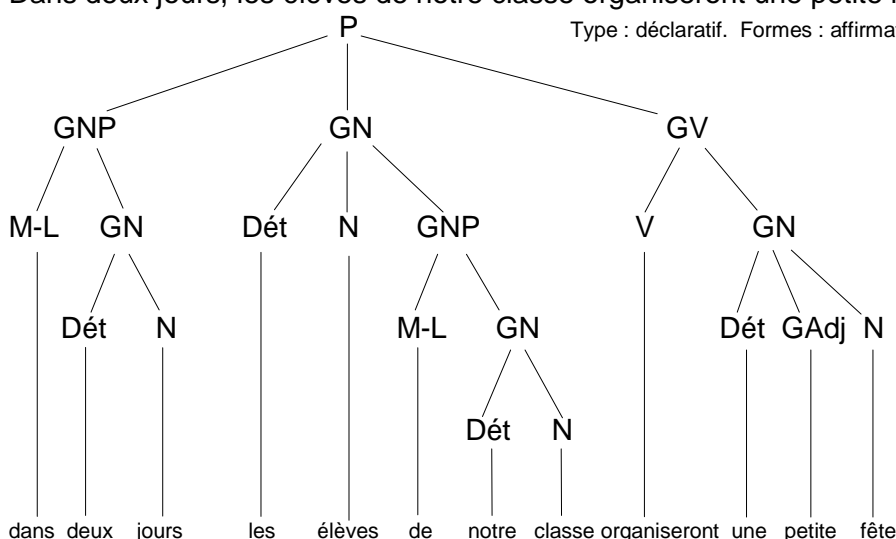 Dans deux jours, les élèves de notre classe organiseront une petite
P Type : déclaratif. Formes :
GNP GN GV
M-L GN Dét N GNP V GN
Dét N M-L GN Dét GAdj N
Dét N
dans deux jours les élèves de notre classe organiseront une petite fête